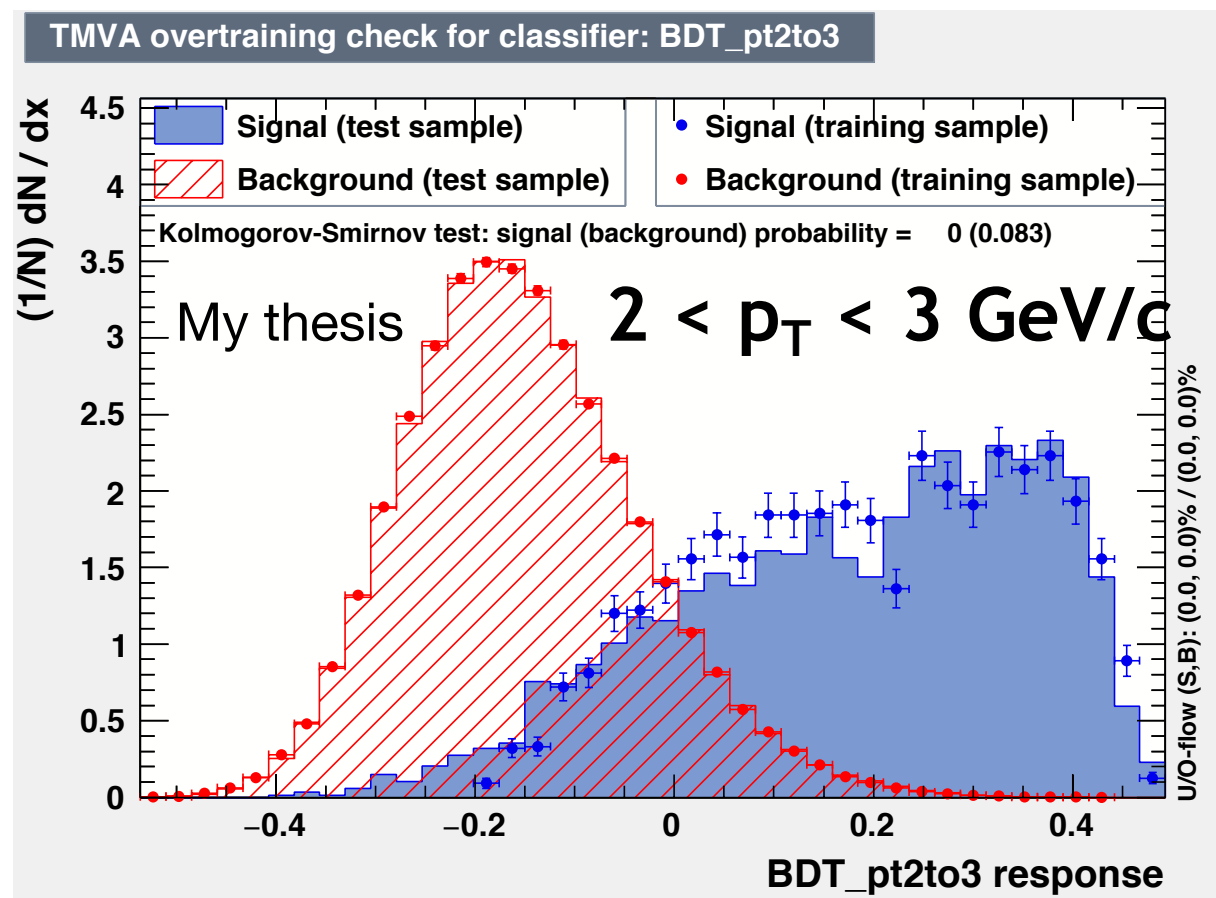 TMVA overtraining check for classifier: BDT_pt2to3
(1/N) dN / dx
4.5
4
3.5
3
2.5
2
1.5
1
0.5
0
Signal (test sample)
Background (test sample)
Signal (training sample)
Background (training sample)
Kolmogorov-Smirnov test: signal (background) probability = 0 (0.083)
My thesis
2 < pT < 3 GeV/c
U/O-flow (S,B): (0.0, 0.0)% / (0.0, 0.0)%
−0.4 −0.2 0 0.2 0.4
BDT_pt2to3 response